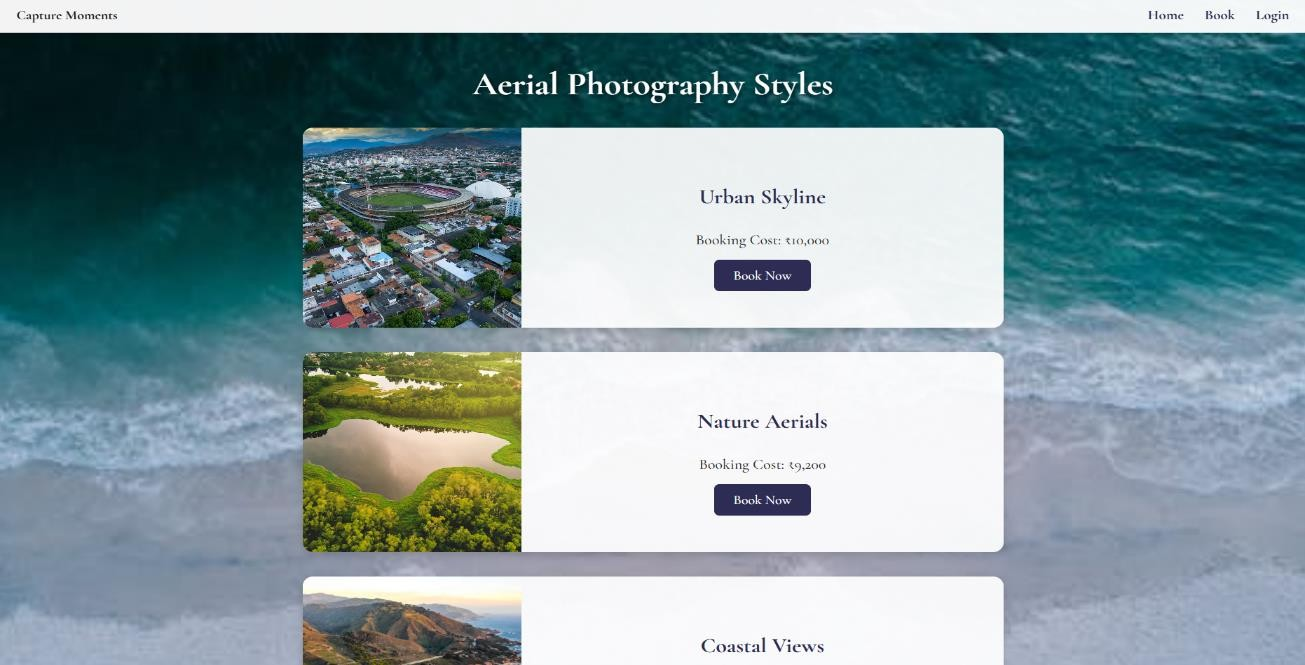 Capture Moments
Home Book Login
Aerial Photography Styles
Urban Skyline
Booking Cost: ₹10,000
Book Now
Nature Aerials
Booking Cost: ₹9,200
Book Now
Coastal Views